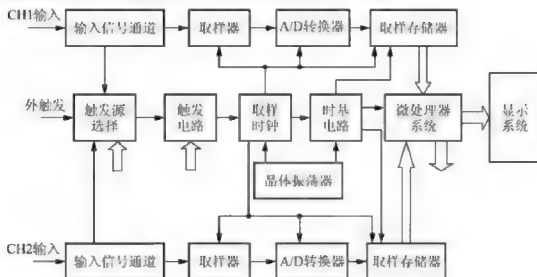 CH1输入
输入信号通道
取样器
A/D转换器
取样存储器
外触发
触发源
选择
触发
电路
取样
时钟
时基
电路
微处理器
系统
显示
系统
晶体振荡器
CH2输入
输入信号通道
取样器
A/D转换器
取样存储器